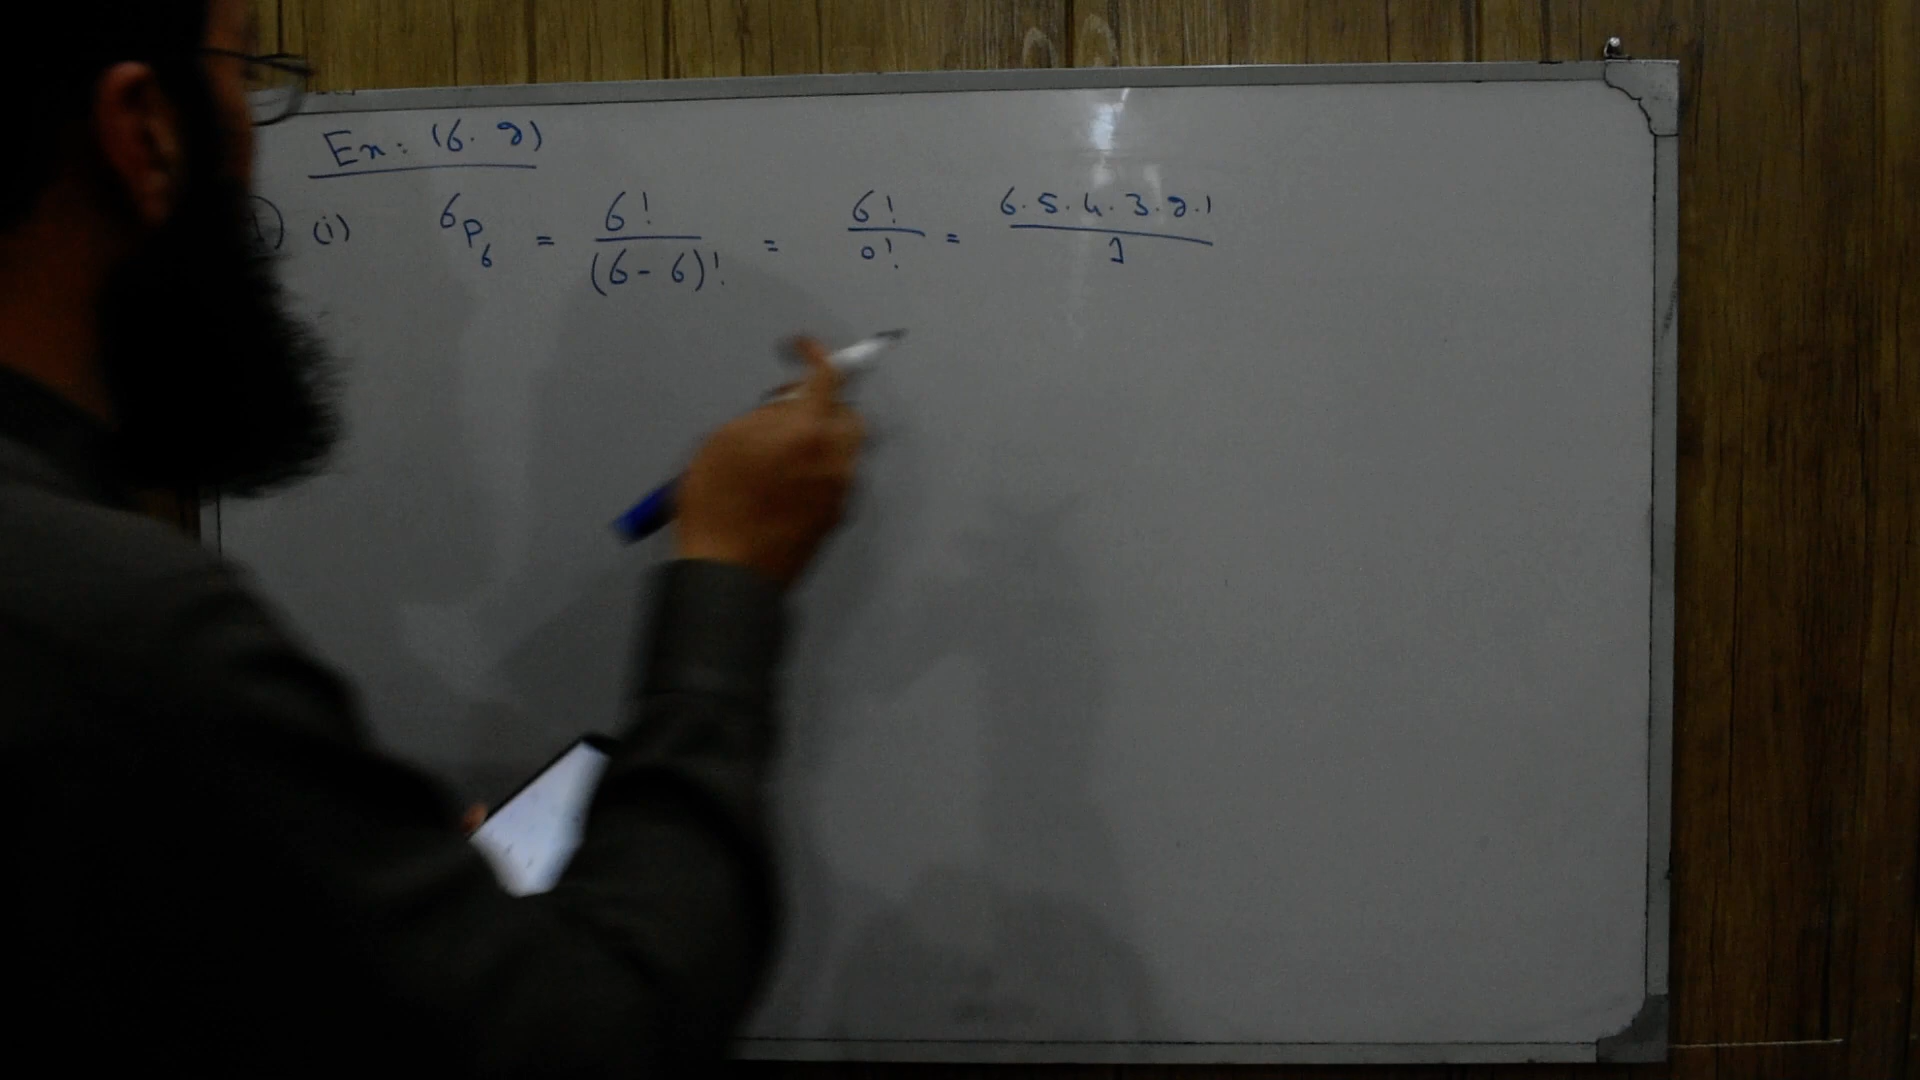 Ex: (6.2)
(i) ⁶P₆ = 6!/(6-6)! = 6!/0! = 6.5.4.3.2.1/1